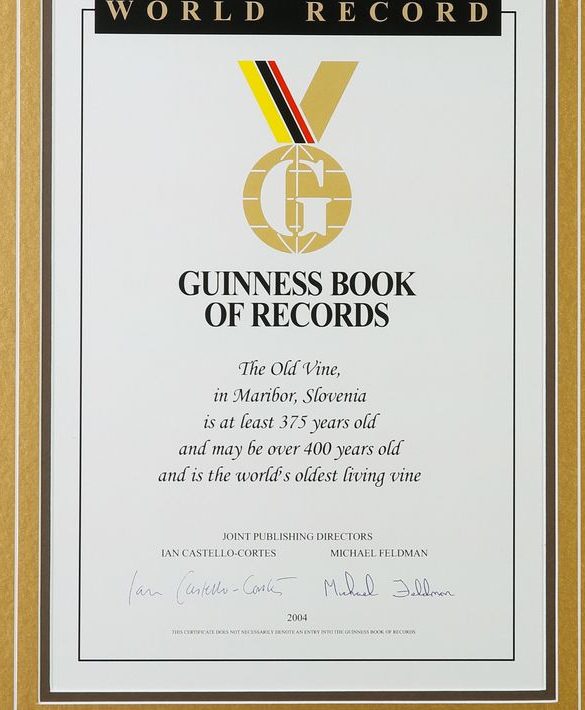 WORLD RECORD
G
GUINNESS BOOK
OF RECORDS
The Old Vine,
in Maribor, Slovenia
is at least 375 years old
and may be over 400 years old
and is the world's oldest living vine
JOINT PUBLISHING DIRECTORS
IAN CASTELLO-CORTES MICHAEL FELDMAN
Ian Castello-Cortes Michael Feldman
2004
THIS CERTIFICATE DOES NOT NECESSARILY DENOTE AN ENTRY INTO THE GUINNESS BOOK OF RECORDS